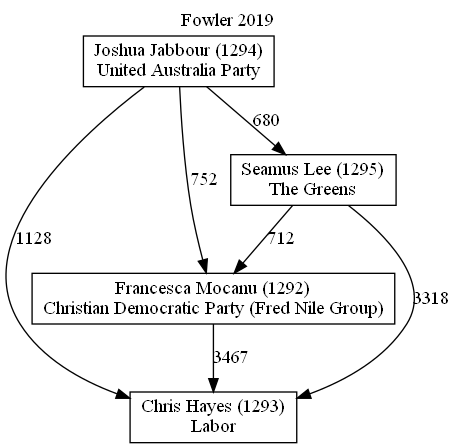 Fowler 2019
Joshua Jabbour (1294)
United Australia Party
680
Seamus Lee (1295)
The Greens
752
1128
712
3318
Francesca Mocanu (1292)
Christian Democratic Party (Fred Nile Group)
3467
Chris Hayes (1293)
Labor